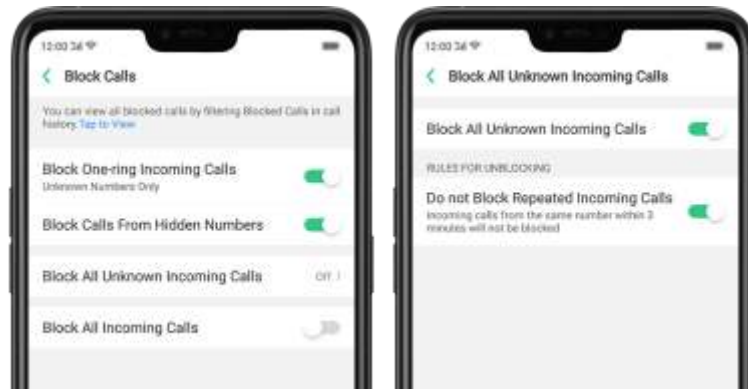 12:00
Block Calls
You can view all blocked calls by filtering Blocked Calls in call
history. Tap to View
Block One-ring Incoming Calls
Unknown Numbers Only
Block Calls From Hidden Numbers
Block All Unknown Incoming Calls
Off
Block All Incoming Calls
12:00
Block All Unknown Incoming Calls
Block All Unknown Incoming Calls
RULES FOR UNBLOCKING
Do not Block Repeated Incoming Calls
Incoming calls from the same number within 3
minutes will not be blocked